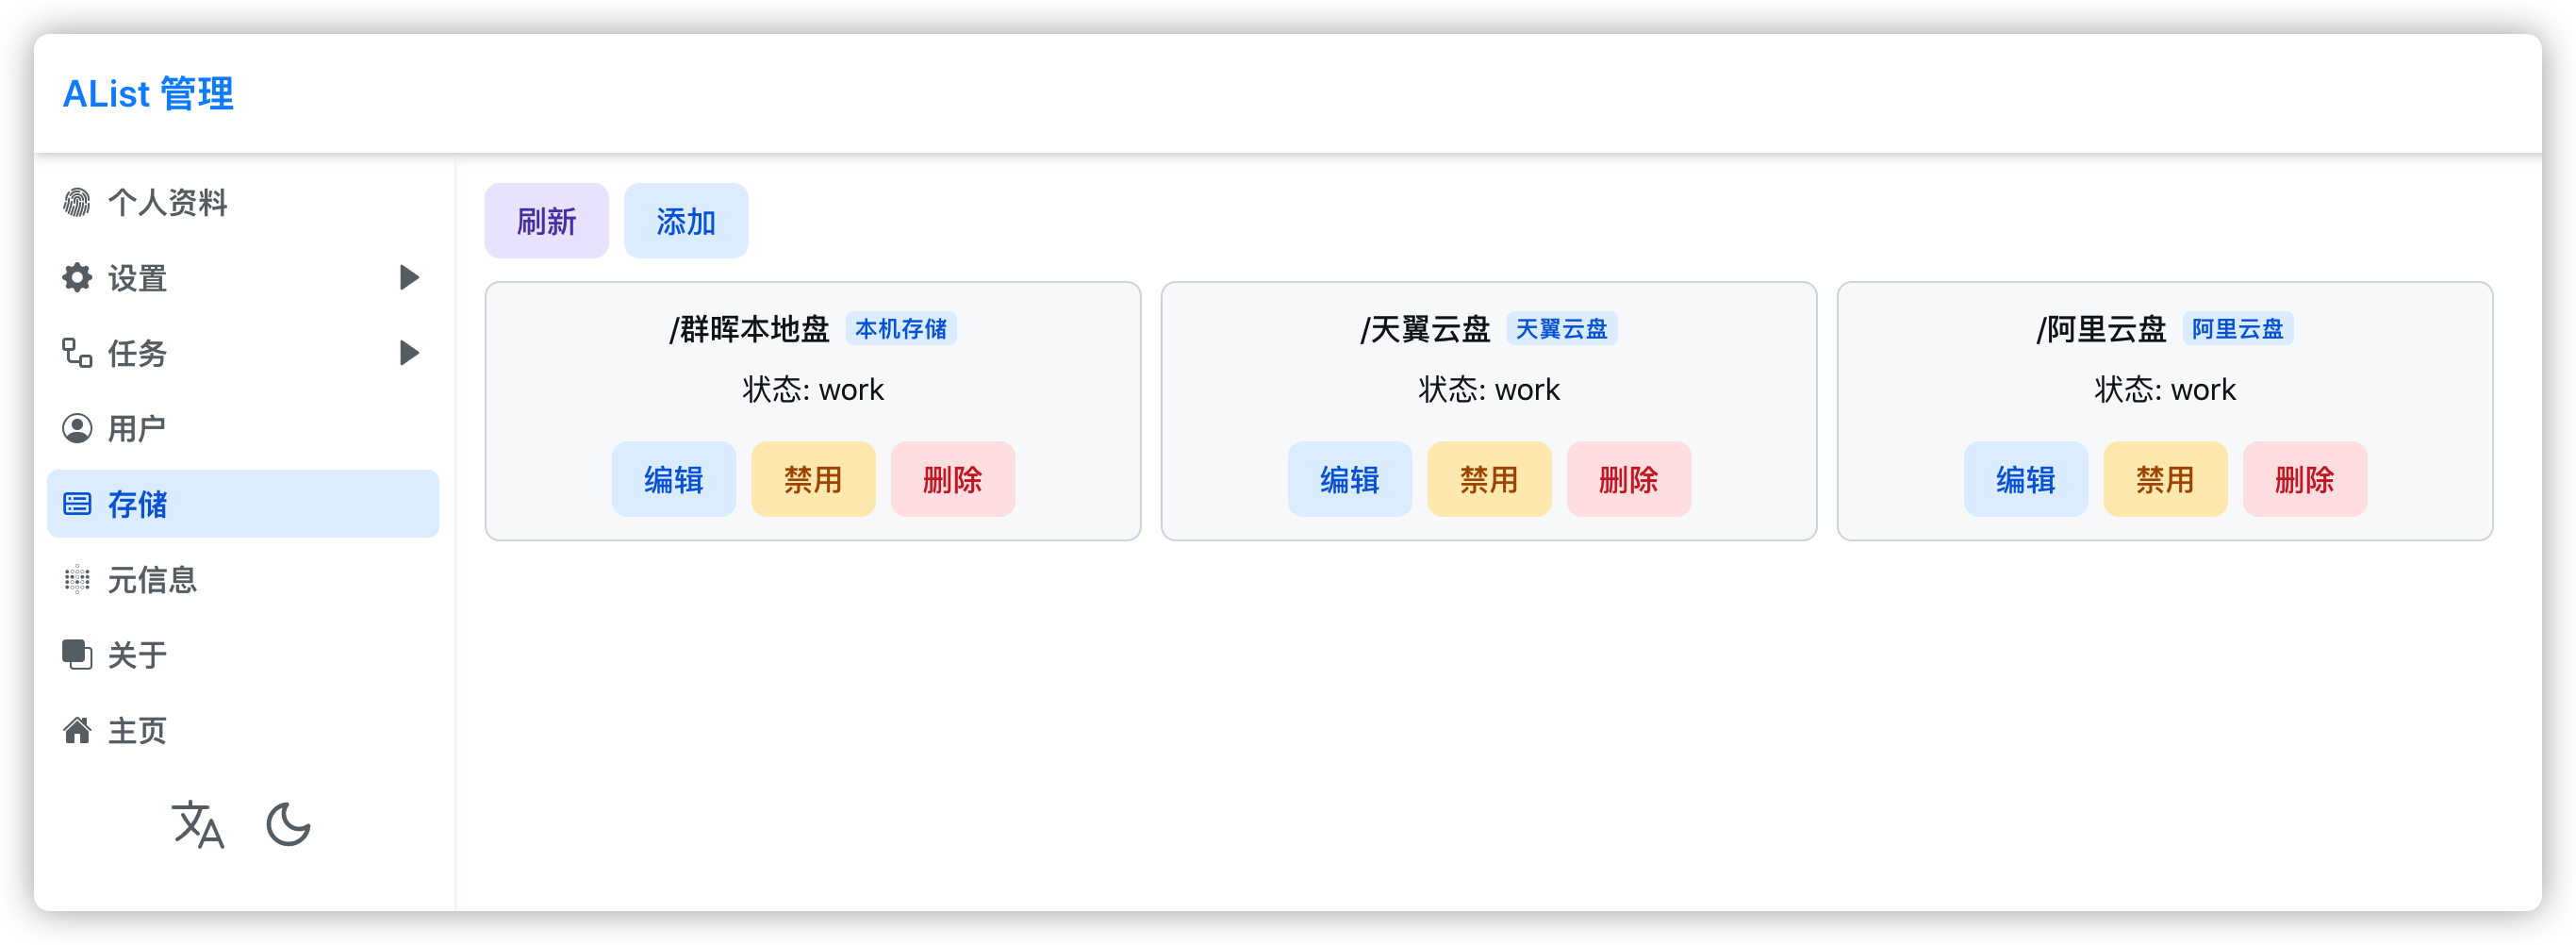 AList 管理
个人资料
设置
任务
用户
存储
元信息
关于
主页
刷新 添加
/群晖本地盘 本机存储
状态: work
编辑 禁用 删除
/天翼云盘 天翼云盘
状态: work
编辑 禁用 删除
/阿里云盘 阿里云盘
状态: work
编辑 禁用 删除